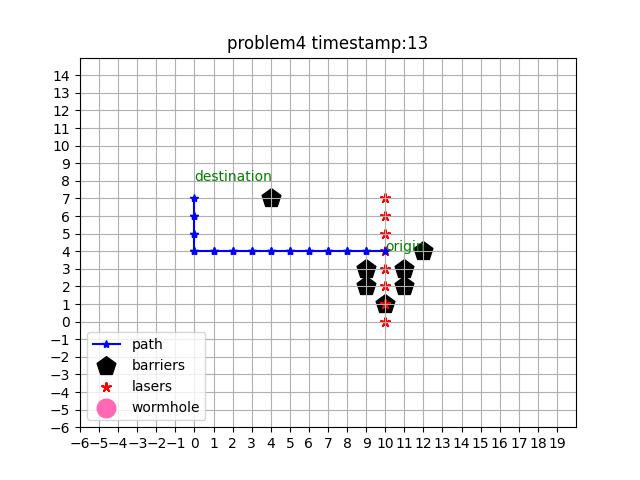 problem4 timestamp:13
14
13
12
11
10
9
8
7
6
5
4
3
2
1
0
−1
−2
−3
−4
−5
−6
destination
origin
path
barriers
lasers
wormhole
−6 −5 −4 −3 −2 −1 0 1 2 3 4 5 6 7 8 9 10 11 12 13 14 15 16 17 18 19